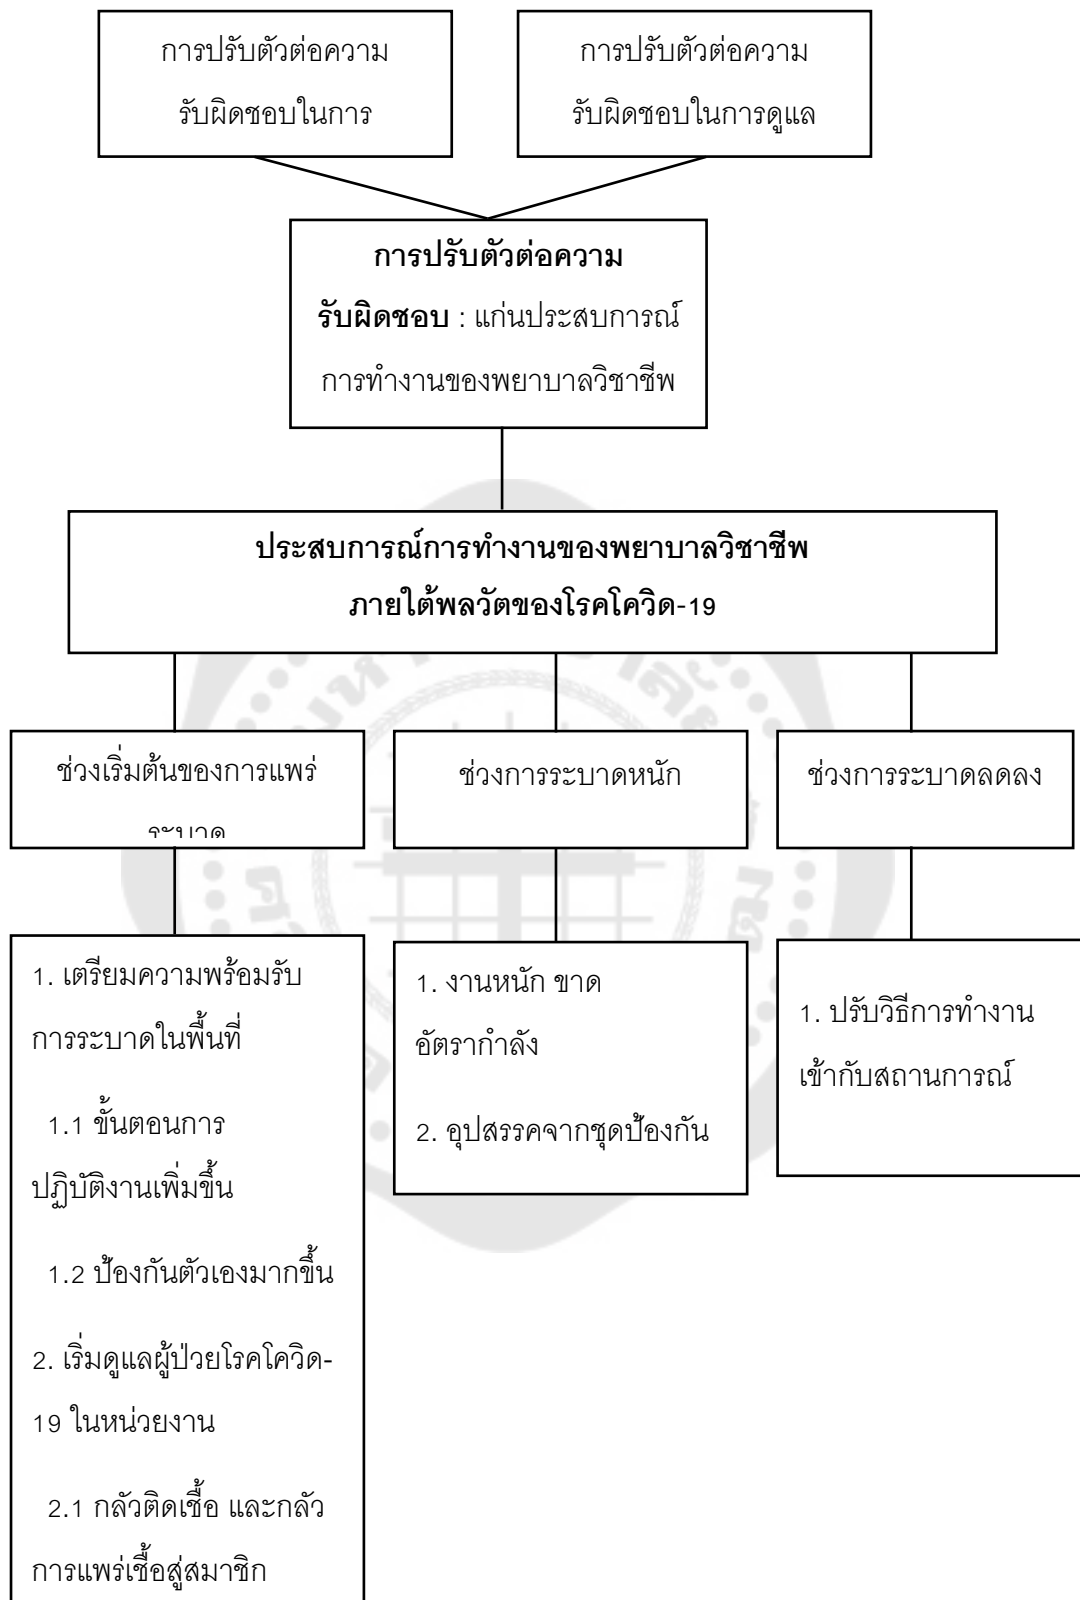 การปรับตัวต่อความ
รับผิดชอบในการ
การปรับตัวต่อความ
รับผิดชอบในการดูแล
การปรับตัวต่อความ
รับผิดชอบ : แก่นประสบการณ์
การทำงานของพยาบาลวิชาชีพ
ประสบการณ์การทำงานของพยาบาลวิชาชีพ
ภายใต้พลวัตของโรคโควิด-19
ช่วงเริ่มต้นของการแพร่
ระบาด
ช่วงการระบาดหนัก
ช่วงการระบาดลดลง
1. เตรียมความพร้อมรับ
การระบาดในพื้นที่
1.1 ขั้นตอนการ
ปฏิบัติงานเพิ่มขึ้น
1.2 ป้องกันตัวเองมากขึ้น
2. เริ่มดูแลผู้ป่วยโรคโควิด-
19 ในหน่วยงาน
2.1 กลัวติดเชื้อ และกลัว
การแพร่เชื้อสู่สมาชิก
1. งานหนัก ขาด
อัตรากำลัง
2. อุปสรรคจากชุดป้องกัน
1. ปรับวิธีการทำงาน
เข้ากับสถานการณ์